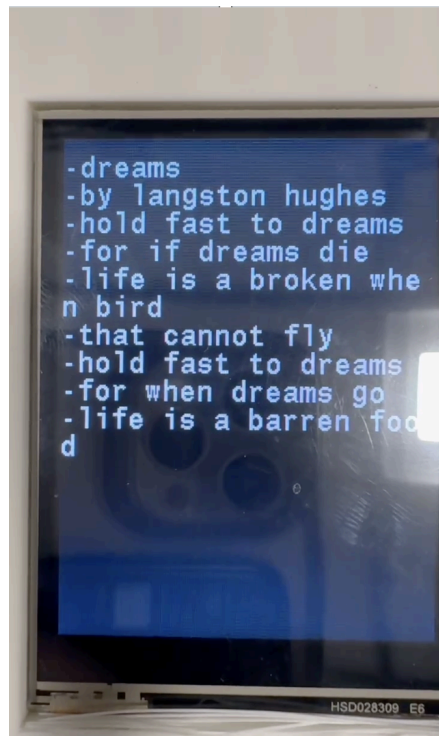 -dreams
-by langston hughes
-hold fast to dreams
-for if dreams die
-life is a broken whe
n bird
-that cannot fly
-hold fast to dreams
-for when dreams go
-life is a barren foo
d
HSD028309 E6